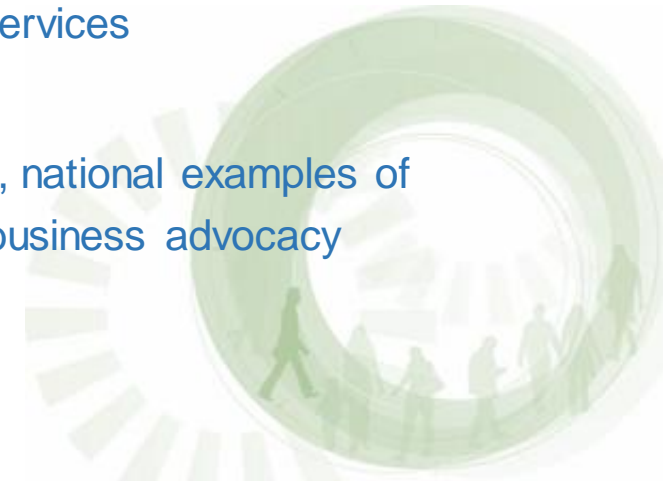 ervices
, national examples of
business advocacy